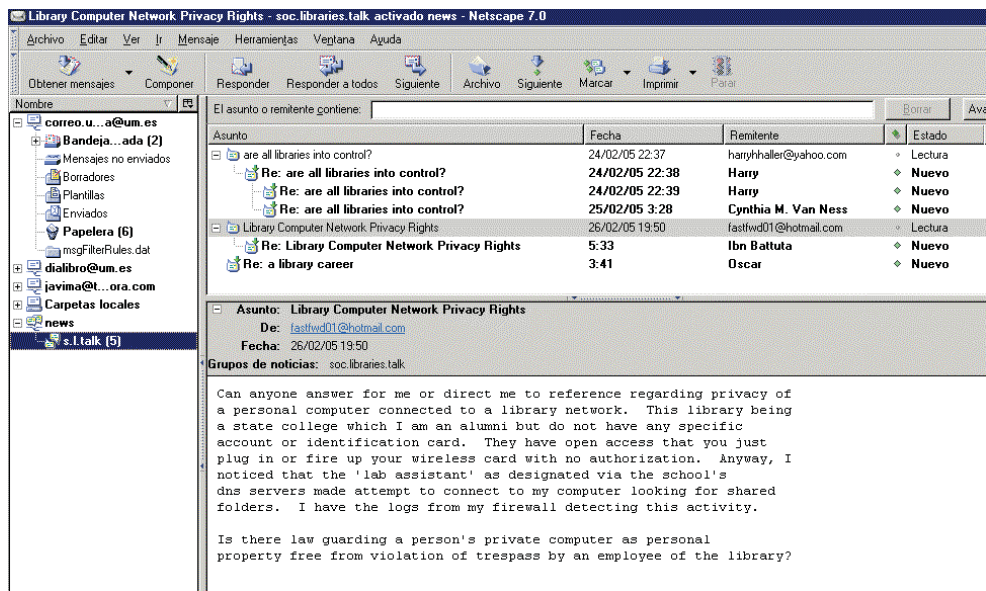 Library Computer Network Privacy Rights - soc.libraries.talk activado news - Netscape 7.0
Archivo Editar Ver Ir Mensaje Herramientas Ventana Ayuda
Obtener mensajes Componer Responder Responder a todos Siguiente Archivo Siguiente Marcar Imprimir Parar
Nombre
correo.u...a@um.es
Bandeja...ada (2)
Mensajes no enviados
Borradores
Plantillas
Enviados
Papelera (6)
msgFilterRules.dat
dialibro@um.es
javima@t...ora.com
Carpetas locales
news
s.l.talk (5)
El asunto o remitente contiene: Borrar Ava
Asunto Fecha Remitente Estado
are all libraries into control? 24/02/05 22:37 harryhhaller@yahoo.com Lectura
Re: are all libraries into control? 24/02/05 22:38 Harry Nuevo
Re: are all libraries into control? 24/02/05 22:39 Harry Nuevo
Re: are all libraries into control? 25/02/05 3:28 Cynthia M. Van Ness Nuevo
Library Computer Network Privacy Rights 26/02/05 19:50 fastfwd01@hotmail.com Lectura
Re: Library Computer Network Privacy Rights 5:33 Ibn Battuta Nuevo
Re: a library career 3:41 Oscar Nuevo
Asunto: Library Computer Network Privacy Rights
De: fastfwd01@hotmail.com
Fecha: 26/02/05 19:50
Grupos de noticias: soc.libraries.talk
Can anyone answer for me or direct me to reference regarding privacy of
a personal computer connected to a library network. This library being
a state college which I am an alumni but do not have any specific
account or identification card. They have open access that you just
plug in or fire up your wireless card with no authorization. Anyway, I
noticed that the 'lab assistant' as designated via the school's
dns servers made attempt to connect to my computer looking for shared
folders. I have the logs from my firewall detecting this activity.
Is there law guarding a person's private computer as personal
property free from violation of trespass by an employee of the library?